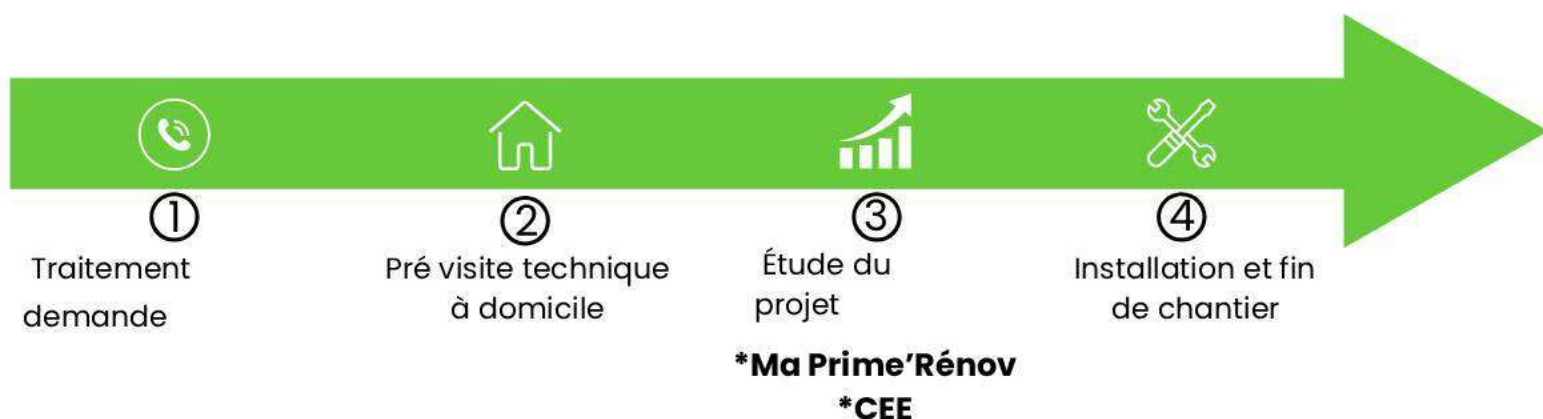 ①
Traitement
demande
②
Pré visite technique
à domicile
③
Étude du
projet
*Ma Prime’Rénov
*CEE
④
Installation et fin
de chantier